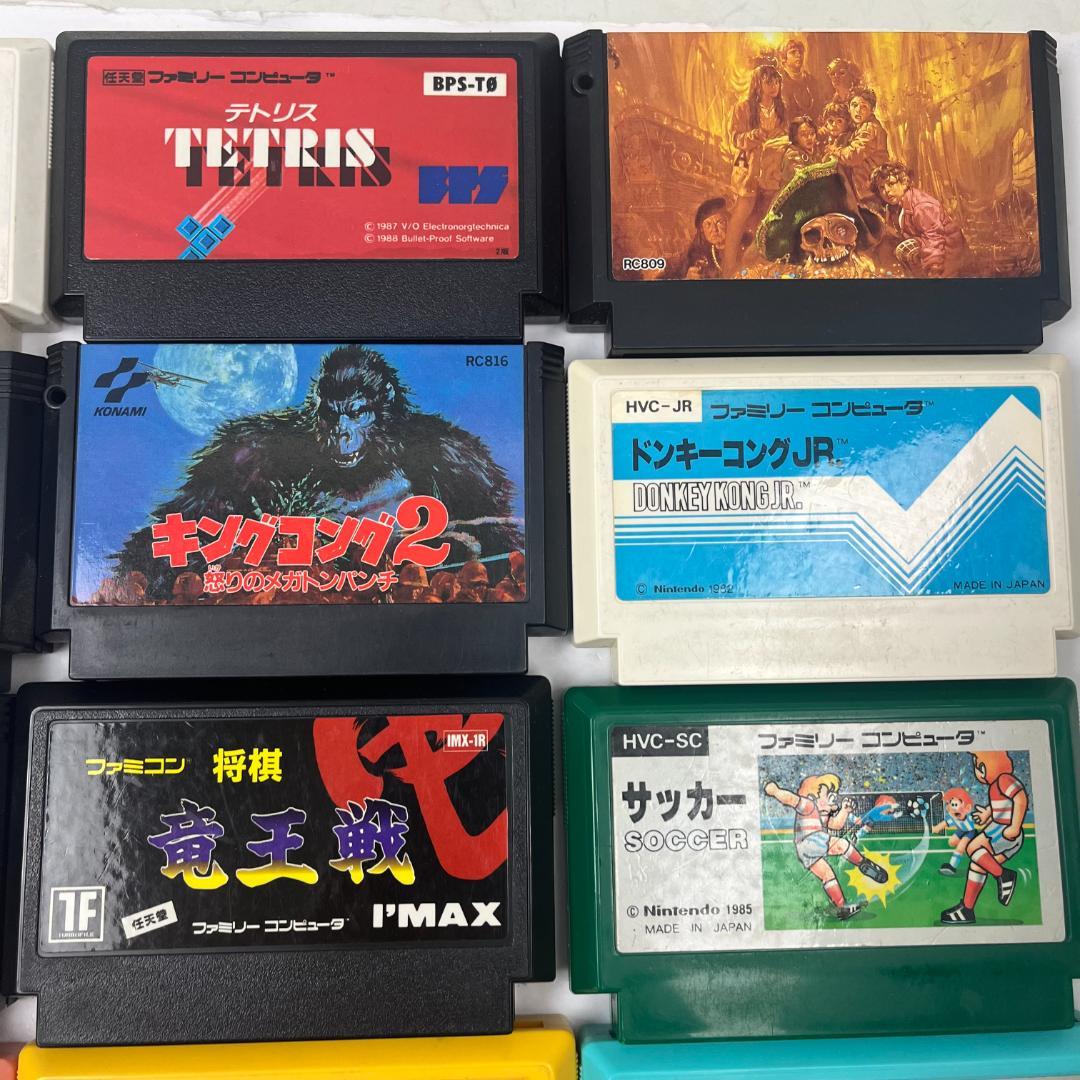 任天堂 ファミリー コンピュータ™
BPS-TØ
テトリス
TETRIS
BPS
© 1987 V/O Electronorgtechnica
© 1988 Bullet-Proof Software
RC809
KONAMI
RC816
キングコング2
怒りのメガトンパンチ
HVC-JR ファミリー コンピュータ™
ドンキーコングJR.™
DONKEY KONG JR.™
© Nintendo 1982
MADE IN JAPAN
IMX-1R
ファミコン 将棋
竜王戦
1F
任天堂 ファミリー コンピュータ
I'MAX
HVC-SC ファミリー コンピュータ™
サッカー
SOCCER
© Nintendo 1985
MADE IN JAPAN